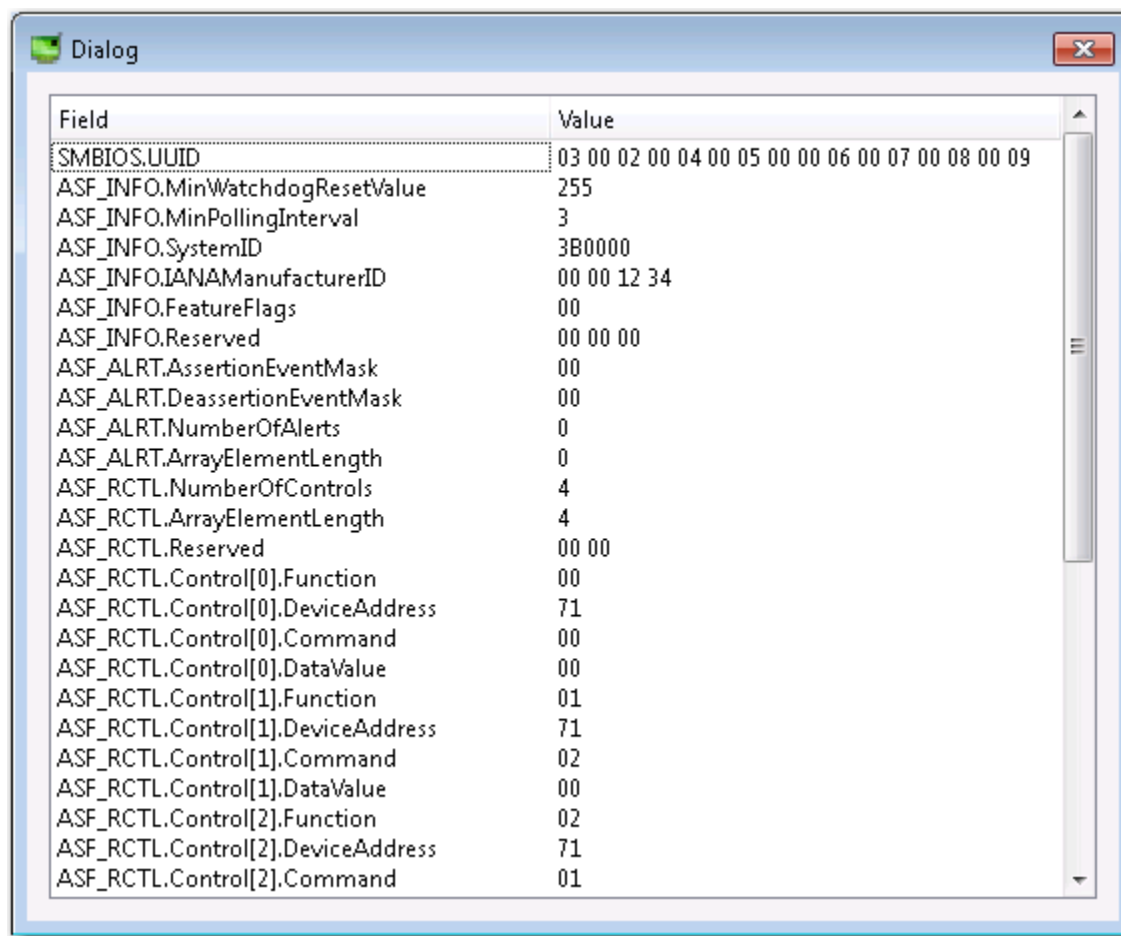 Dialog
Field Value
SMBIOS.UUID 03 00 02 00 04 00 05 00 00 06 00 07 00 08 00 09
ASF_INFO.MinWatchdogResetValue 255
ASF_INFO.MinPollingInterval 3
ASF_INFO.SystemID 3B0000
ASF_INFO.IANAManufacturerID 00 00 12 34
ASF_INFO.FeatureFlags 00
ASF_INFO.Reserved 00 00 00
ASF_ALRT.AssertionEventMask 00
ASF_ALRT.DeassertionEventMask 00
ASF_ALRT.NumberOfAlerts 0
ASF_ALRT.ArrayElementLength 0
ASF_RCTL.NumberOfControls 4
ASF_RCTL.ArrayElementLength 4
ASF_RCTL.Reserved 00 00
ASF_RCTL.Control[0].Function 00
ASF_RCTL.Control[0].DeviceAddress 71
ASF_RCTL.Control[0].Command 00
ASF_RCTL.Control[0].DataValue 00
ASF_RCTL.Control[1].Function 01
ASF_RCTL.Control[1].DeviceAddress 71
ASF_RCTL.Control[1].Command 02
ASF_RCTL.Control[1].DataValue 00
ASF_RCTL.Control[2].Function 02
ASF_RCTL.Control[2].DeviceAddress 71
ASF_RCTL.Control[2].Command 01